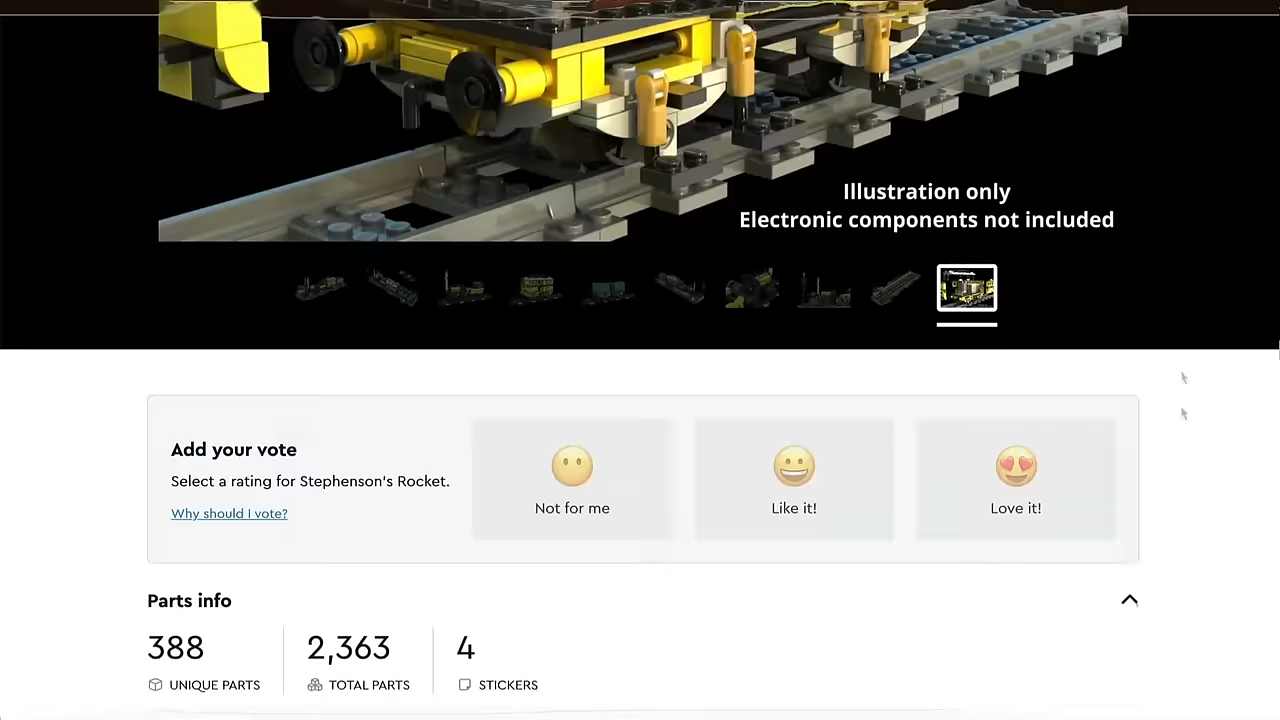 Illustration only
Electronic components not included
Add your vote
Select a rating for Stephenson's Rocket.
Why should I vote?
Not for me
Like it!
Love it!
Parts info
388
UNIQUE PARTS
2,363
TOTAL PARTS
4
STICKERS